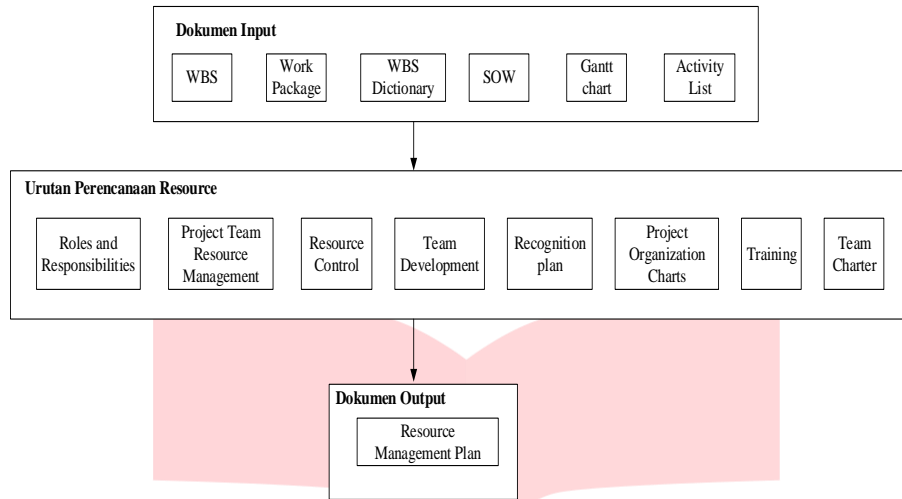 Dokumen Input
WBS
Work
Package
WBS
Dictionary
SOW
Gantt
chart
Activity
List
Urutan Perencanaan Resource
Roles and
Responsibilities
Project Team
Resource
Management
Resource
Control
Team
Development
Recognition
plan
Project
Organization
Charts
Training
Team
Charter
Dokumen Output
Resource
Management Plan